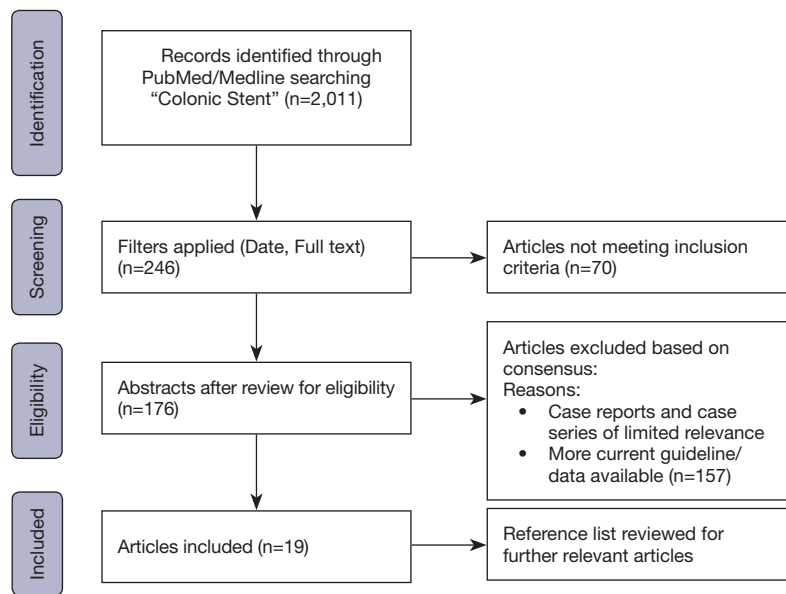 Identification
Records identified through
PubMed/Medline searching
“Colonic Stent” (n=2,011)
Screening
Filters applied (Date, Full text)
(n=246)
Articles not meeting inclusion
criteria (n=70)
Eligibility
Abstracts after review for eligibility
(n=176)
Articles excluded based on
consensus:
Reasons:
• Case reports and case
series of limited relevance
• More current guideline/
data available (n=157)
Included
Articles included (n=19)
Reference list reviewed for
further relevant articles